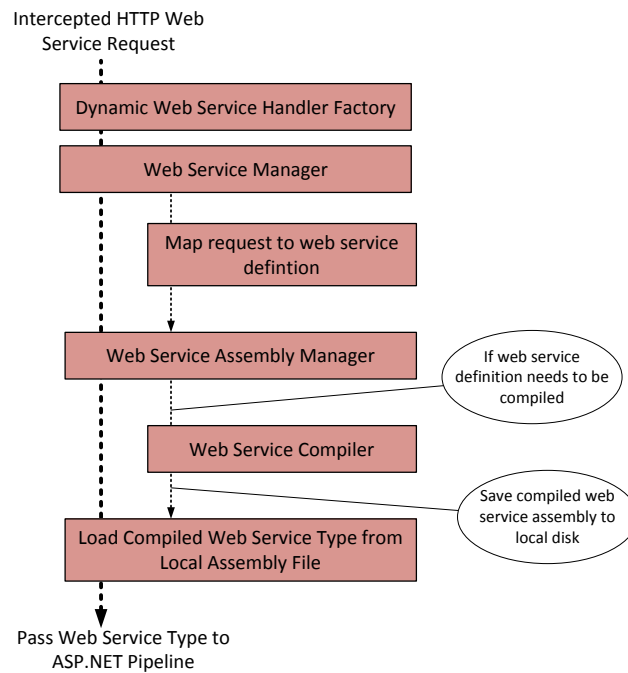 Intercepted HTTP Web
Service Request
Dynamic Web Service Handler Factory
Web Service Manager
Map request to web service
defintion
Web Service Assembly Manager
If web service
definition needs to be
compiled
Web Service Compiler
Save compiled web
service assembly to
local disk
Load Compiled Web Service Type from
Local Assembly File
Pass Web Service Type to
ASP.NET Pipeline